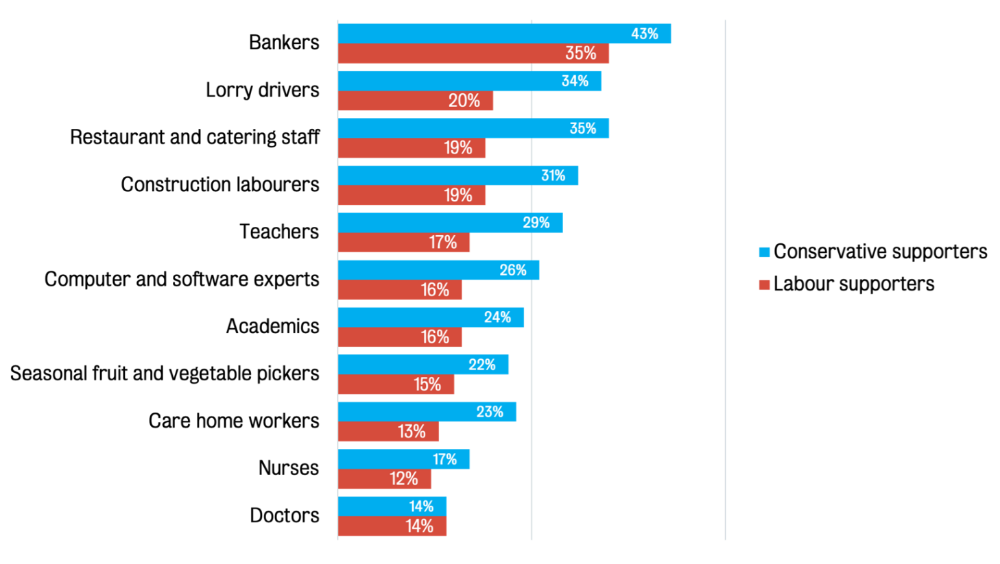 Bankers
43%
35%
Lorry drivers
34%
20%
Restaurant and catering staff
35%
19%
Construction labourers
31%
19%
Teachers
29%
17%
Computer and software experts
26%
16%
Academics
24%
16%
Seasonal fruit and vegetable pickers
22%
15%
Care home workers
23%
13%
Nurses
17%
12%
Doctors
14%
14%
Conservative supporters
Labour supporters